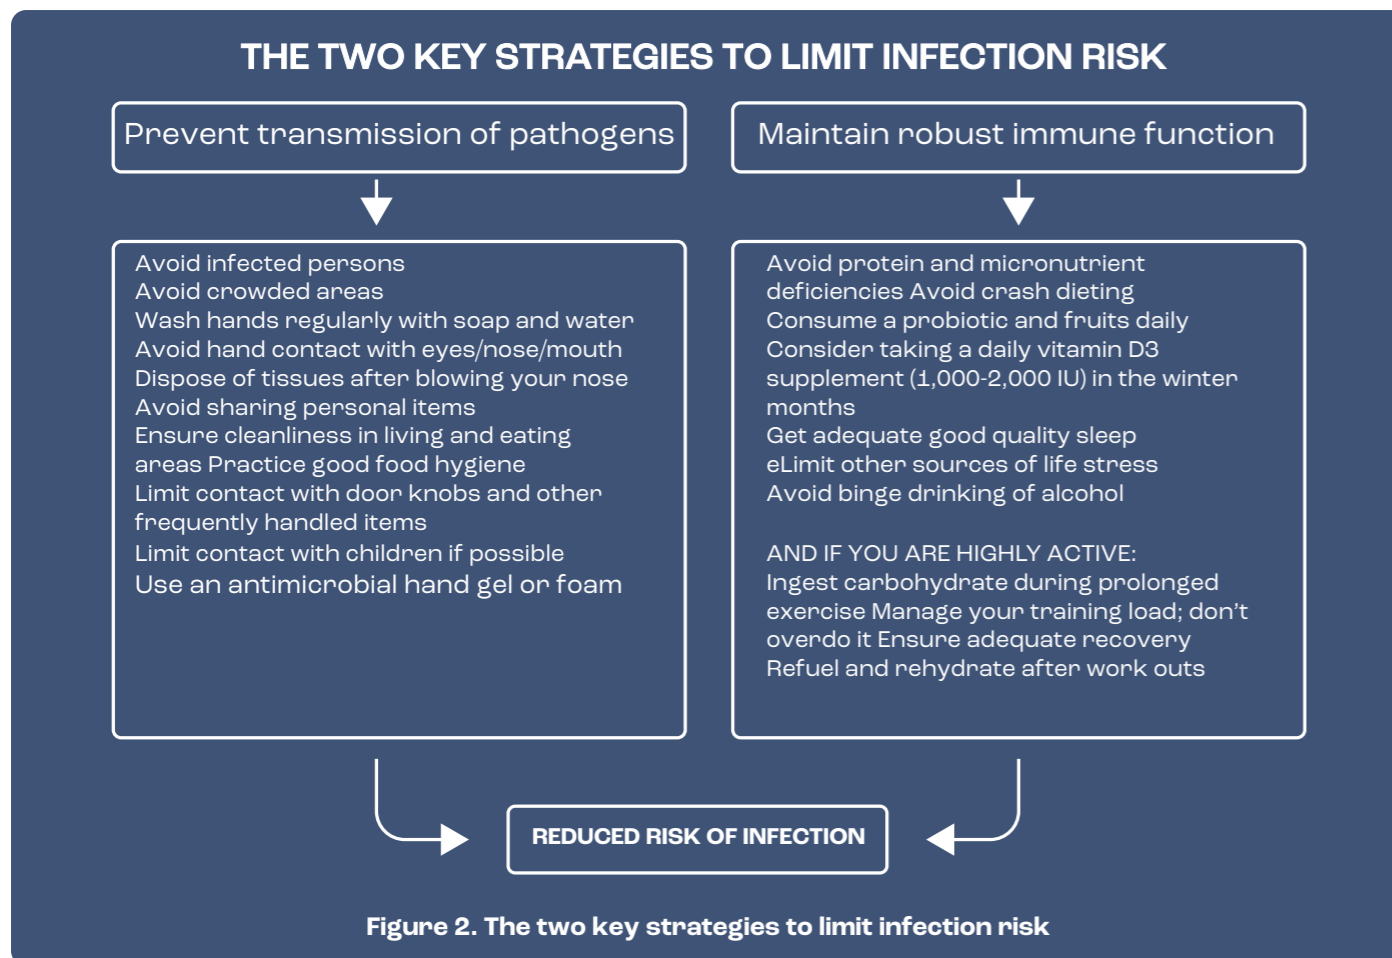 THE TWO KEY STRATEGIES TO LIMIT INFECTION RISK
Prevent transmission of pathogens
Maintain robust immune function
Avoid infected persons
Avoid crowded areas
Wash hands regularly with soap and water
Avoid hand contact with eyes/nose/mouth
Dispose of tissues after blowing your nose
Avoid sharing personal items
Ensure cleanliness in living and eating
areas Practice good food hygiene
Limit contact with door knobs and other
frequently handled items
Limit contact with children if possible
Use an antimicrobial hand gel or foam
Avoid protein and micronutrient
deficiencies Avoid crash dieting
Consume a probiotic and fruits daily
Consider taking a daily vitamin D3
supplement (1,000-2,000 IU) in the winter
months
Get adequate good quality sleep
eLimit other sources of life stress
Avoid binge drinking of alcohol
AND IF YOU ARE HIGHLY ACTIVE:
Ingest carbohydrate during prolonged
exercise Manage your training load; don’t
overdo it Ensure adequate recovery
Refuel and rehydrate after work outs
REDUCED RISK OF INFECTION
Figure 2. The two key strategies to limit infection risk